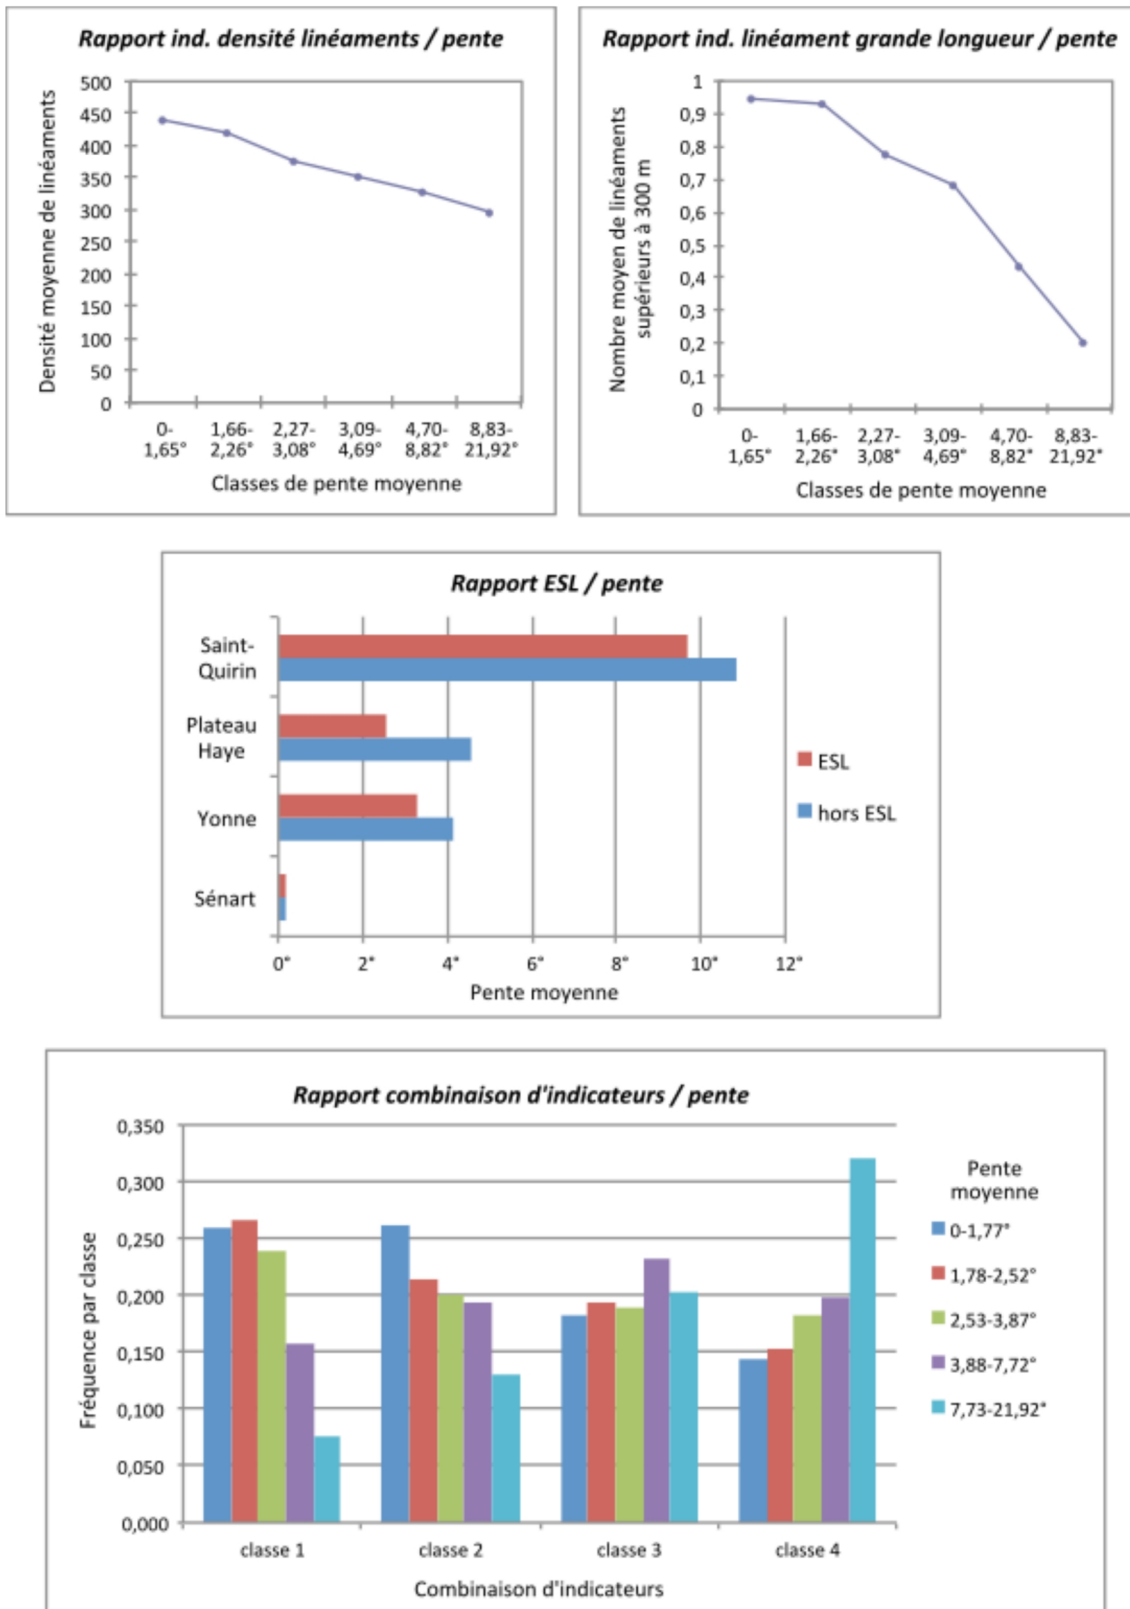 Rapport ind. densité linéaments / pente
Densité moyenne de linéaments
500
450
400
350
300
250
200
150
100
50
0
0-
1,65°
1,66-
2,26°
2,27-
3,08°
3,09-
4,69°
4,70-
8,82°
8,83-
21,92°
Classes de pente moyenne
Rapport ind. linéament grande longueur / pente
Nombre moyen de linéaments
supérieurs à 300 m
1
0,9
0,8
0,7
0,6
0,5
0,4
0,3
0,2
0,1
0
0-
1,65°
1,66-
2,26°
2,27-
3,08°
3,09-
4,69°
4,70-
8,82°
8,83-
21,92°
Classes de pente moyenne
Rapport ESL / pente
Saint-
Quirin
Plateau
Haye
Yonne
Sénart
0°
2°
4°
6°
8°
10°
12°
Pente moyenne
ESL
hors ESL
Rapport combinaison d'indicateurs / pente
Fréquence par classe
0,350
0,300
0,250
0,200
0,150
0,100
0,050
0,000
classe 1
classe 2
classe 3
classe 4
Combinaison d'indicateurs
Pente
moyenne
0-1,77°
1,78-2,52°
2,53-3,87°
3,88-7,72°
7,73-21,92°